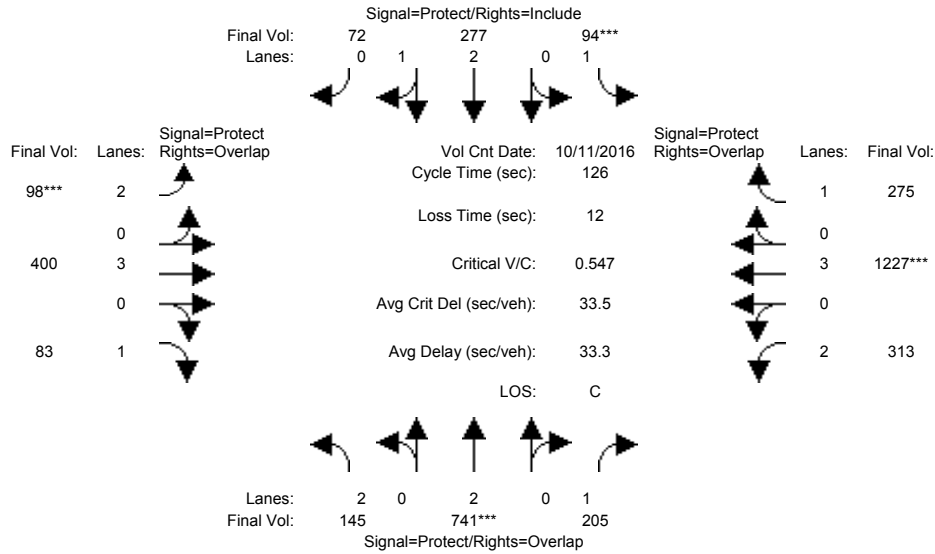 Signal=Protect/Rights=Include
Final Vol: 72 277 94***
Lanes: 0 1 2 0 1
Signal=Protect
Final Vol: Lanes: Rights=Overlap
Vol Cnt Date: 10/11/2016
Signal=Protect
Rights=Overlap Lanes: Final Vol:
Cycle Time (sec): 126
98*** 2
1 275
Loss Time (sec): 12
0
0
400 3
Critical V/C: 0.547
3 1227***
0
Avg Crit Del (sec/veh): 33.5
0
83 1
Avg Delay (sec/veh): 33.3
2 313
LOS: C
Lanes: 2 0 2 0 1
Final Vol: 145 741*** 205
Signal=Protect/Rights=Overlap